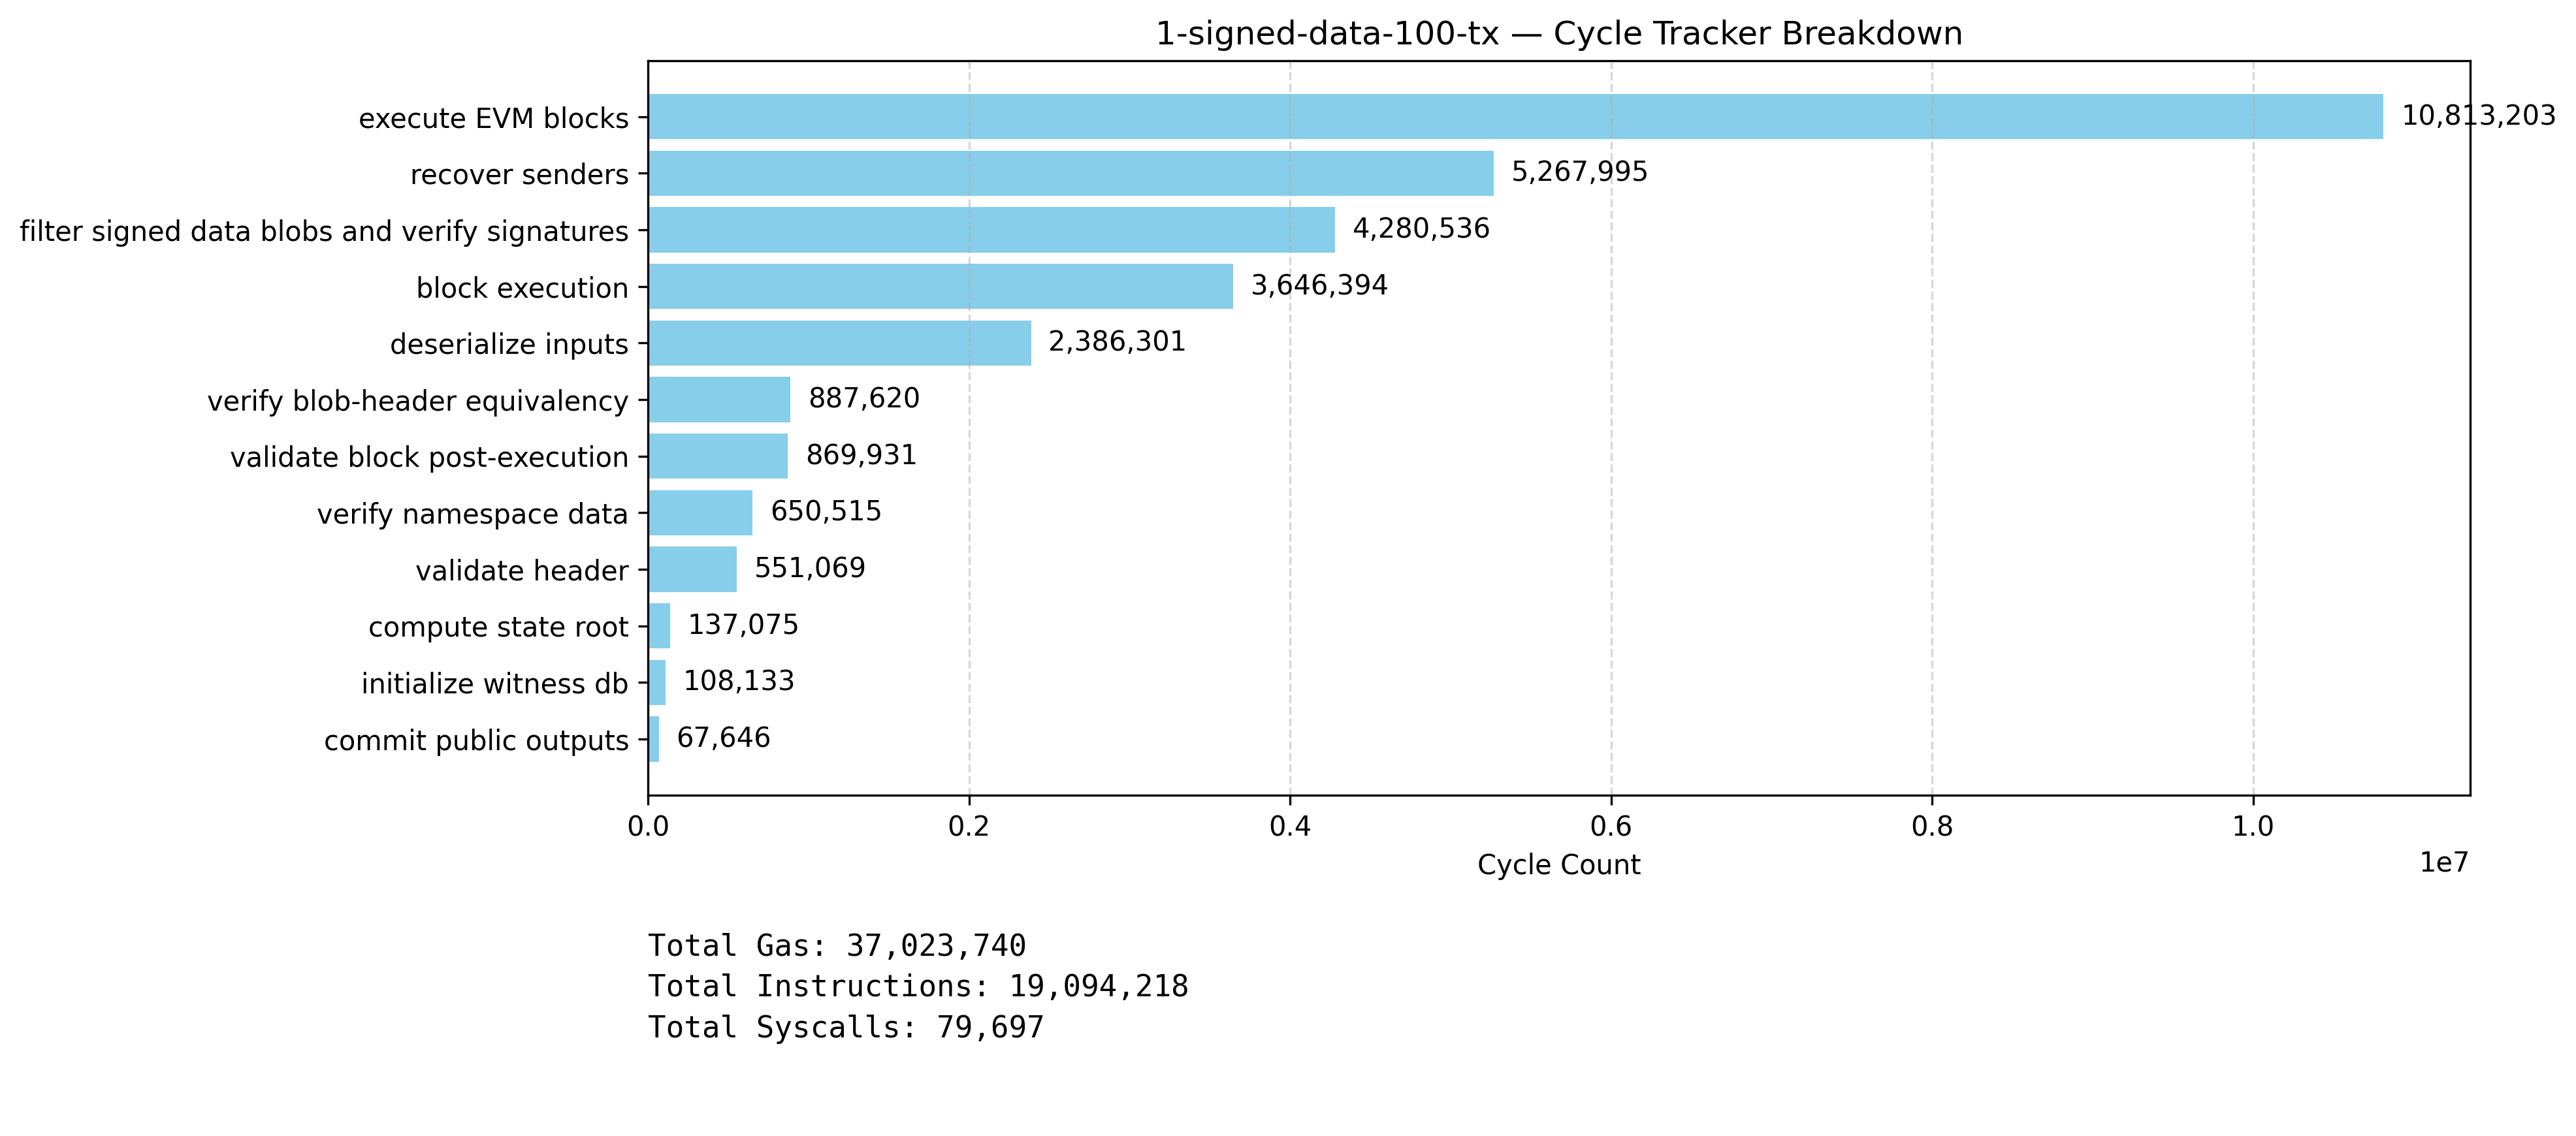 1-signed-data-100-tx — Cycle Tracker Breakdown
execute EVM blocks 10,813,203
recover senders 5,267,995
filter signed data blobs and verify signatures 4,280,536
block execution 3,646,394
deserialize inputs 2,386,301
verify blob-header equivalency 887,620
validate block post-execution 869,931
verify namespace data 650,515
validate header 551,069
compute state root 137,075
initialize witness db 108,133
commit public outputs 67,646
0.0 0.2 0.4 0.6 0.8 1.0
Cycle Count 1e7
Total Gas: 37,023,740
Total Instructions: 19,094,218
Total Syscalls: 79,697